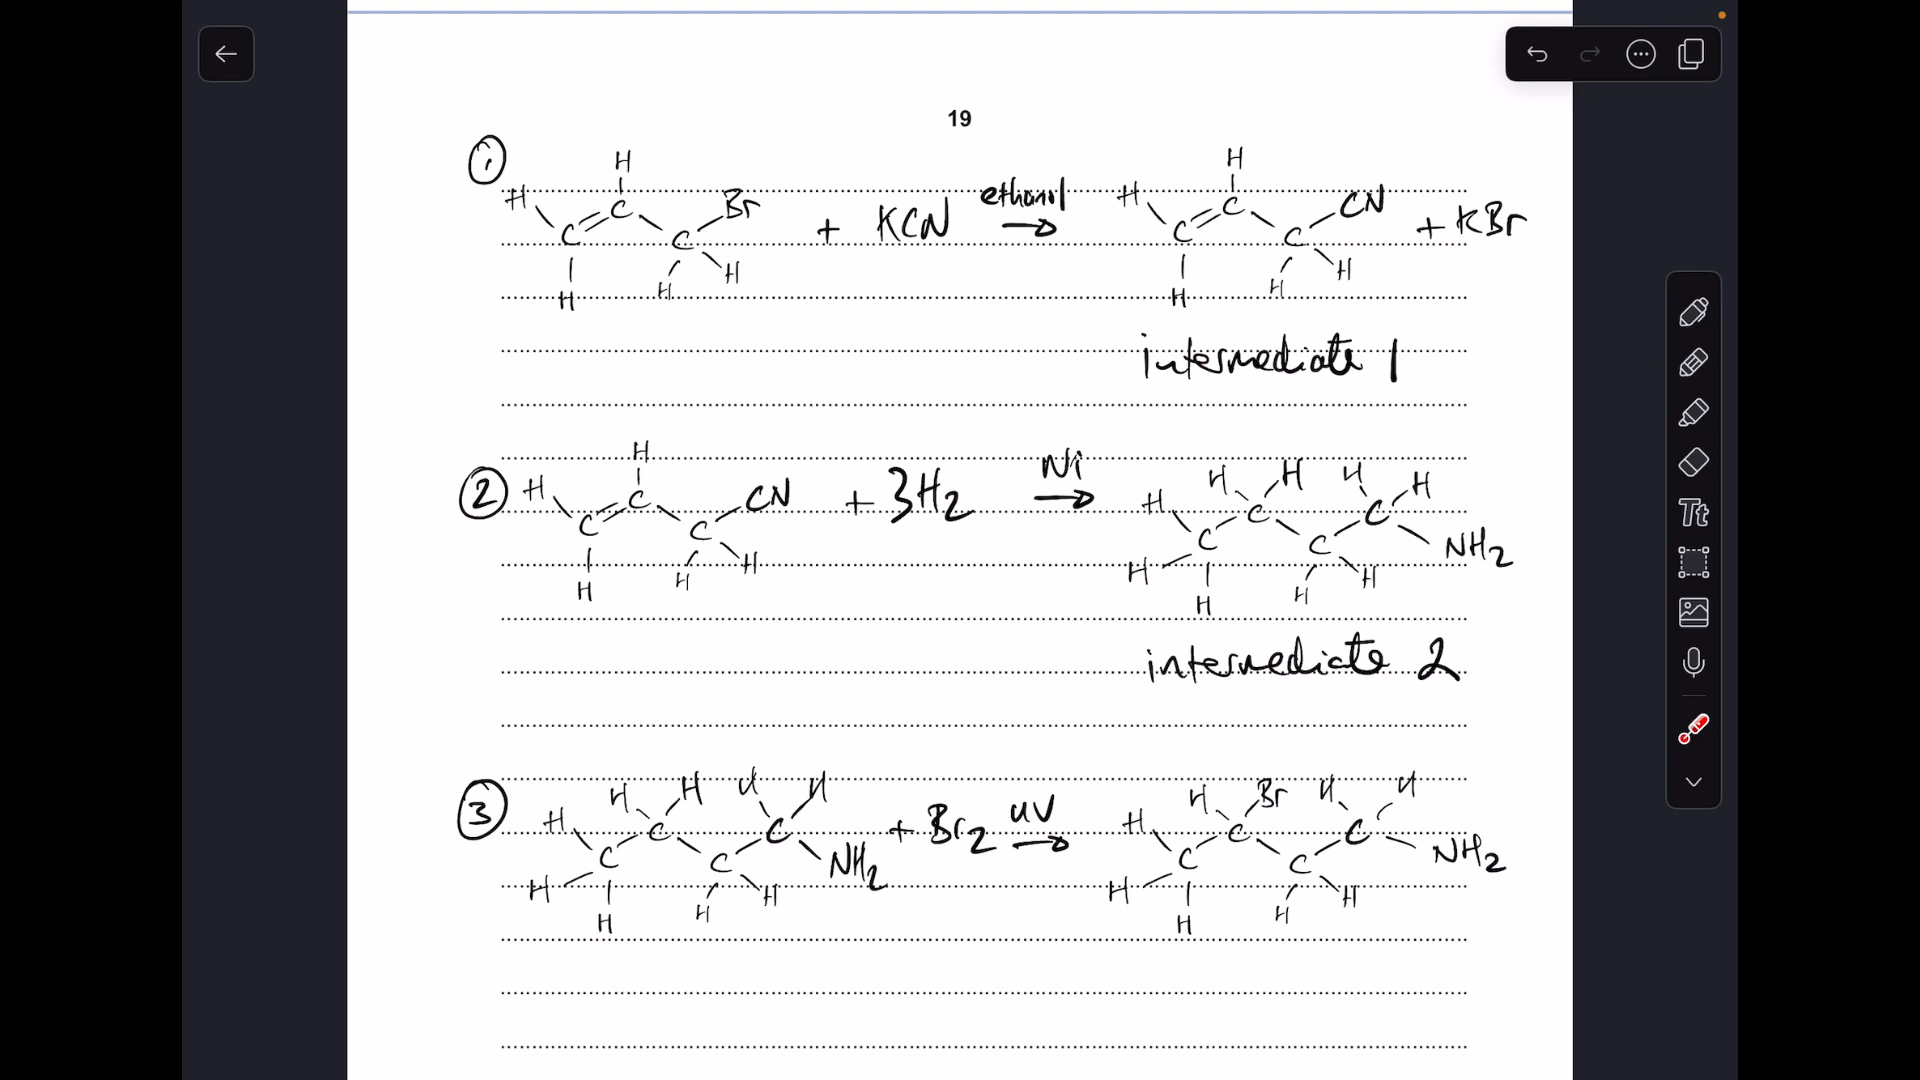 19
1
H
H C = C Br
C + KCN ethanol → H H C = C CN
C + KBr
H H H H H H
intermediate 1
2
H
H C = C CN + 3H2 Ni → H H H H
H C C C C NH2
H H H H H H H
intermediate 2
3
H H H H H
C C C C NH2 + Br2 UV → H H Br H H
C C C C NH2
H H H H H H H H
Tt